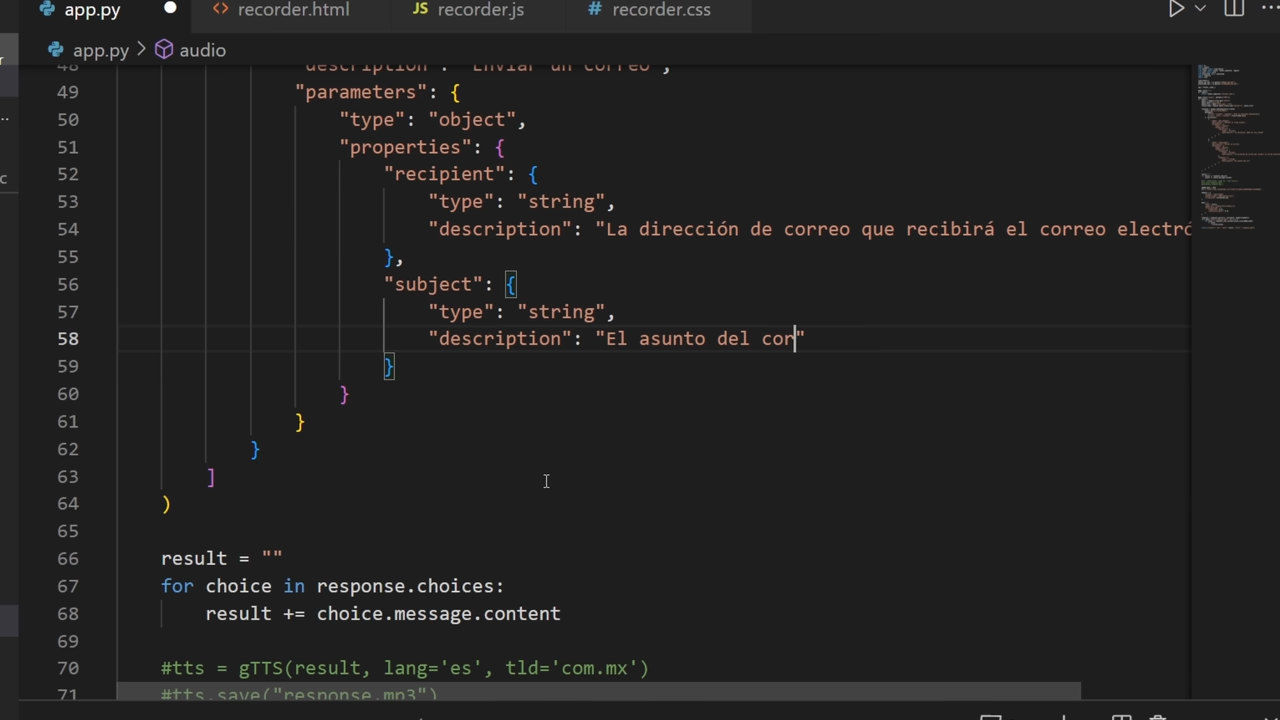 app.py
<> recorder.html
JS recorder.js
# recorder.css
app.py > audio
48 "description": "Enviar un correo",
49 "parameters": {
50 "type": "object",
51 "properties": {
52 "recipient": {
53 "type": "string",
54 "description": "La dirección de correo que recibirá el correo electró
55 },
56 "subject": {
57 "type": "string",
58 "description": "El asunto del cor"
59 }
60 }
61 }
62 }
63 ]
64 )
65
66 result = ""
67 for choice in response.choices:
68 result += choice.message.content
69
70 #tts = gTTS(result, lang='es', tld='com.mx')
71 #tts.save("response.mp3")